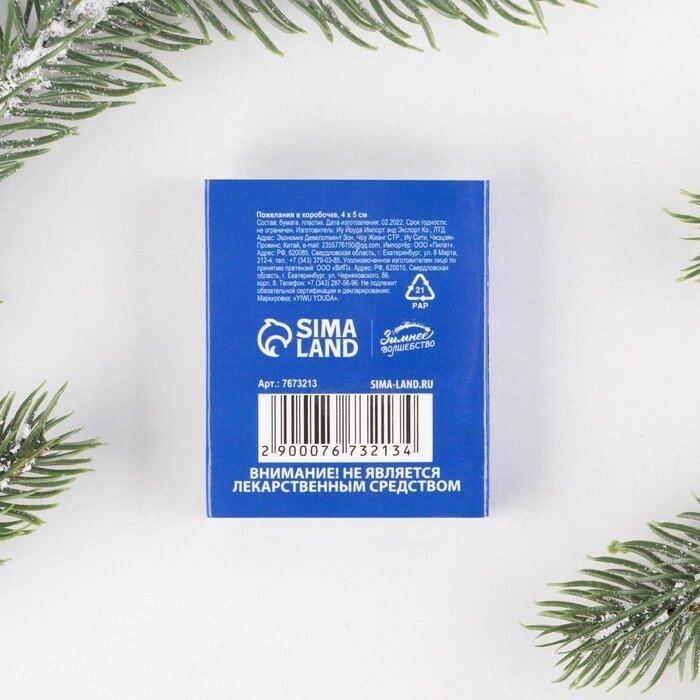 Пожелания в коробочке, 4 х 5 см
Состав: бумага, пластик. Дата изготовления: 02.2022. Срок годности:
не ограничен. Изготовитель: Иу Йоуда Импорт энд Экспорт Ко., ЛТД.
Адрес: Экономик Девелопмент Зон, Чоу Жианг СТР., Иу Сити, Чжэцзян
Провинс, Китай, e-mail: 2355776150@qq.com. Импортёр: ООО «Пилат».
Адрес: РФ, 620085, Свердловская область, г. Екатеринбург, ул. 8 Марта,
212-4, тел.: +7 (343) 379-03-85. Уполномоченное изготовителем лицо по
принятию претензий: ООО «ВИП». Адрес: РФ, 620010, Свердловская
область, г. Екатеринбург, ул. Черняховского, 86,
корп. 8. Телефон: +7 (343) 287-56-96. Не подлежит
обязательной сертификации и декларированию.
Маркировка: «YIWU YOUDA».
21
PAP
SIMA
LAND
Зимнее
ВОЛШЕБСТВО
Арт.: 7673213
SIMA-LAND.RU
2 900076 732134
ВНИМАНИЕ! НЕ ЯВЛЯЕТСЯ
ЛЕКАРСТВЕННЫМ СРЕДСТВОМ